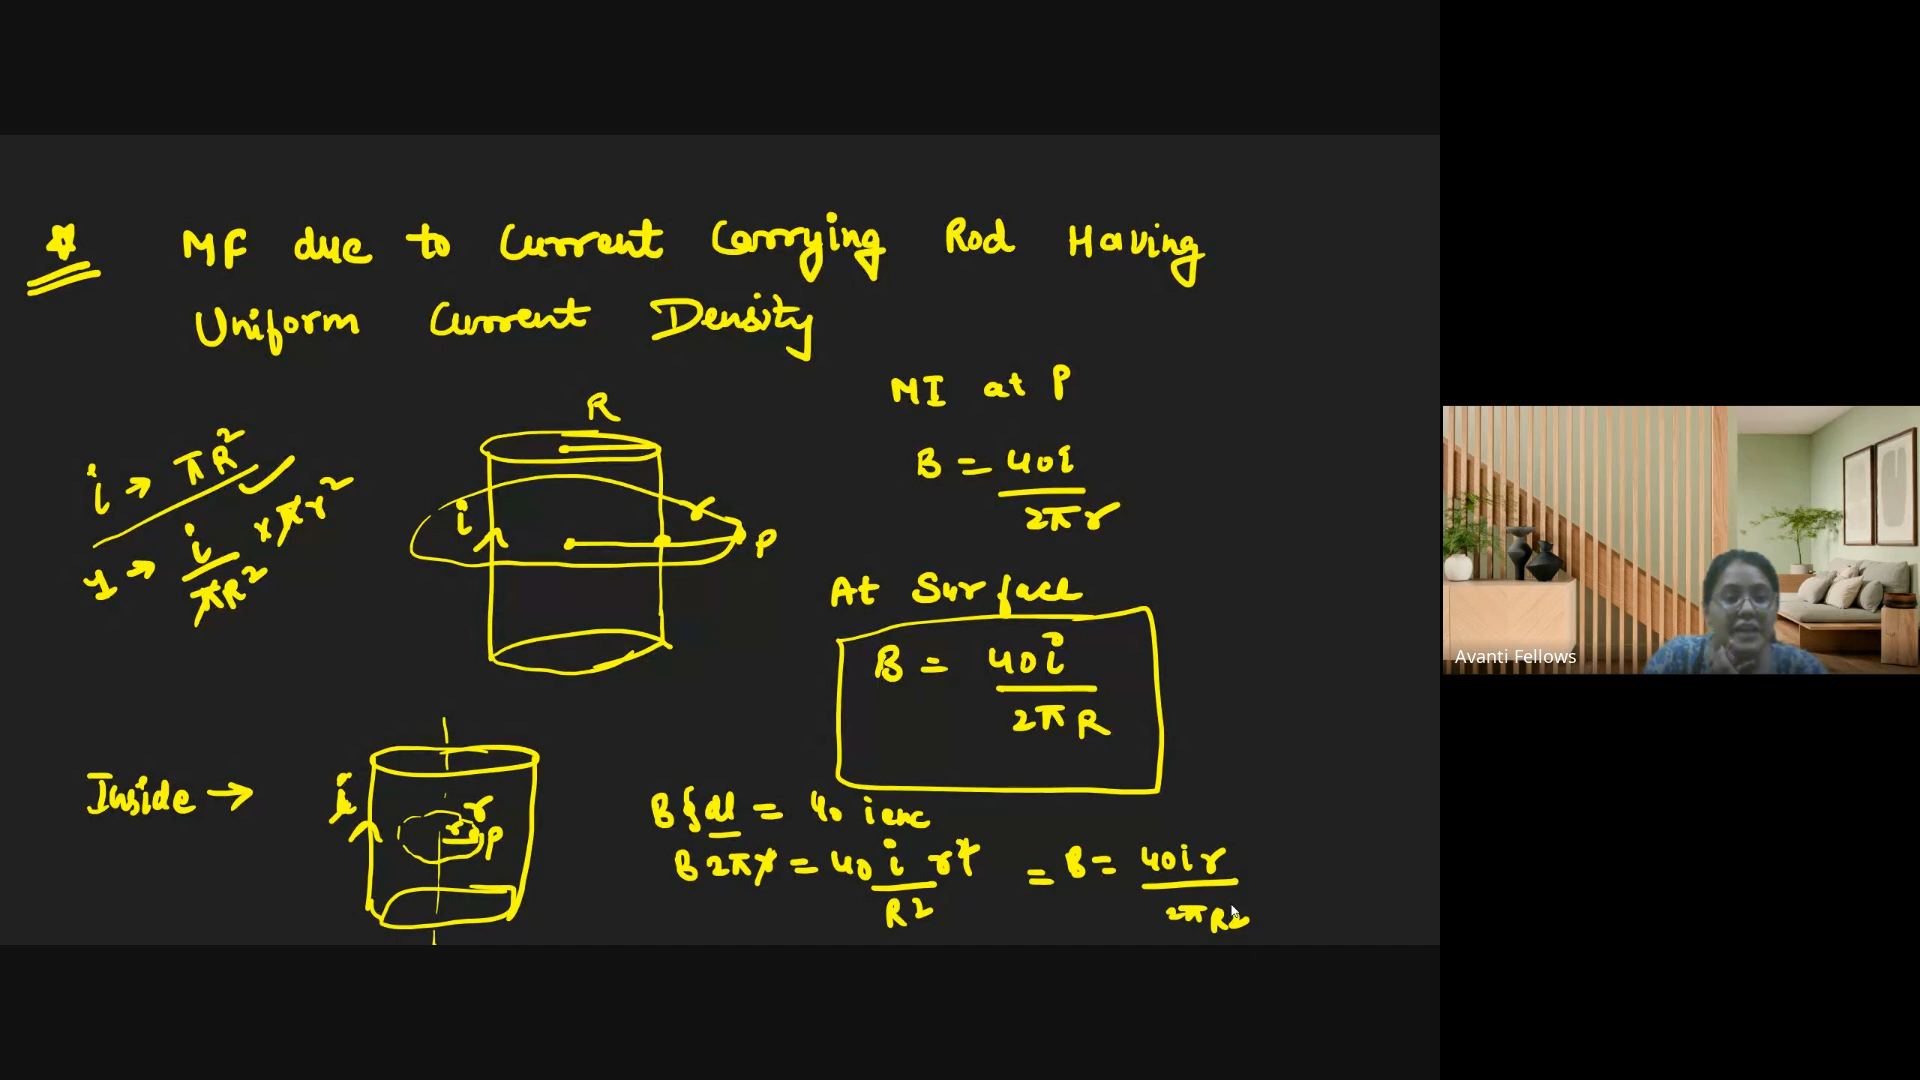 MF due to Current Carrying Rod Having
Uniform Current Density
i → πR²
1 → i/πR² × πr²
R
i
r
P
MI at P
B = μ0i / 2πr
At Surface
B = μ0i / 2πR
Inside →
i
r
P
B∮dl = μ0 ienc
B2πr = μ0 i r² / R²
= B = μ0ir / 2πR2
Avanti Fellows